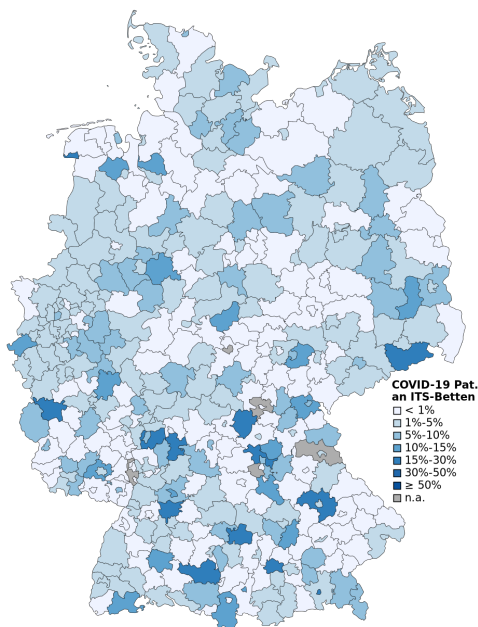 COVID-19 Pat.
an ITS-Betten
< 1%
1%-5%
5%-10%
10%-15%
15%-30%
30%-50%
≥ 50%
n.a.